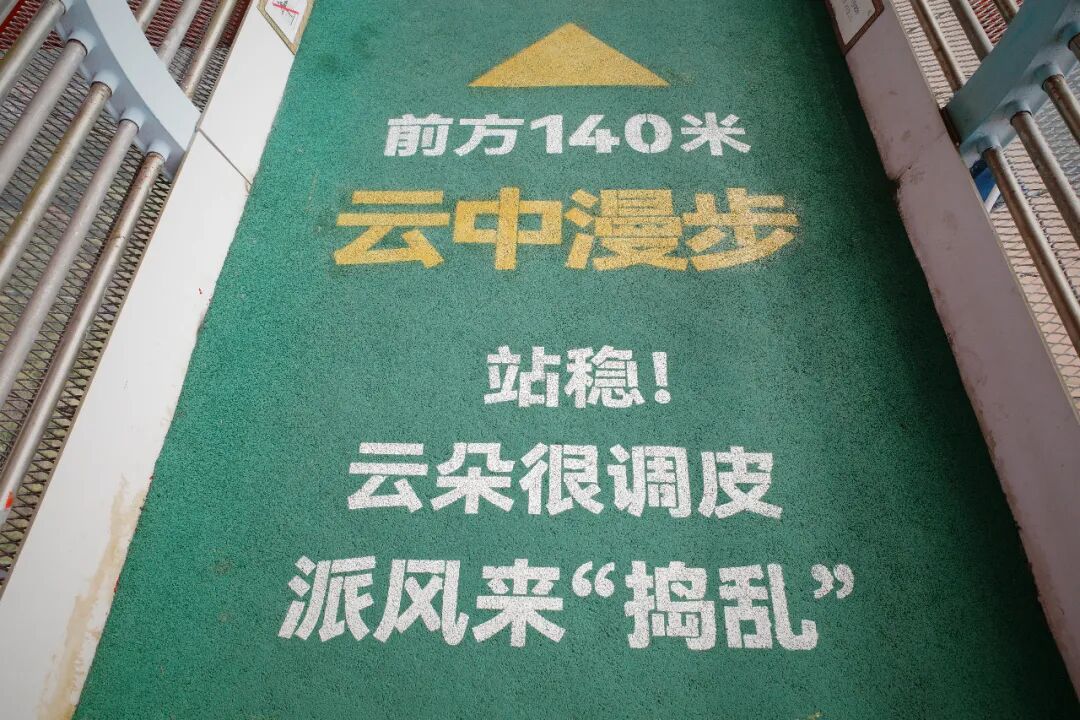 前方140米
云中漫步
站稳！
云朵很调皮
派风来“捣乱”